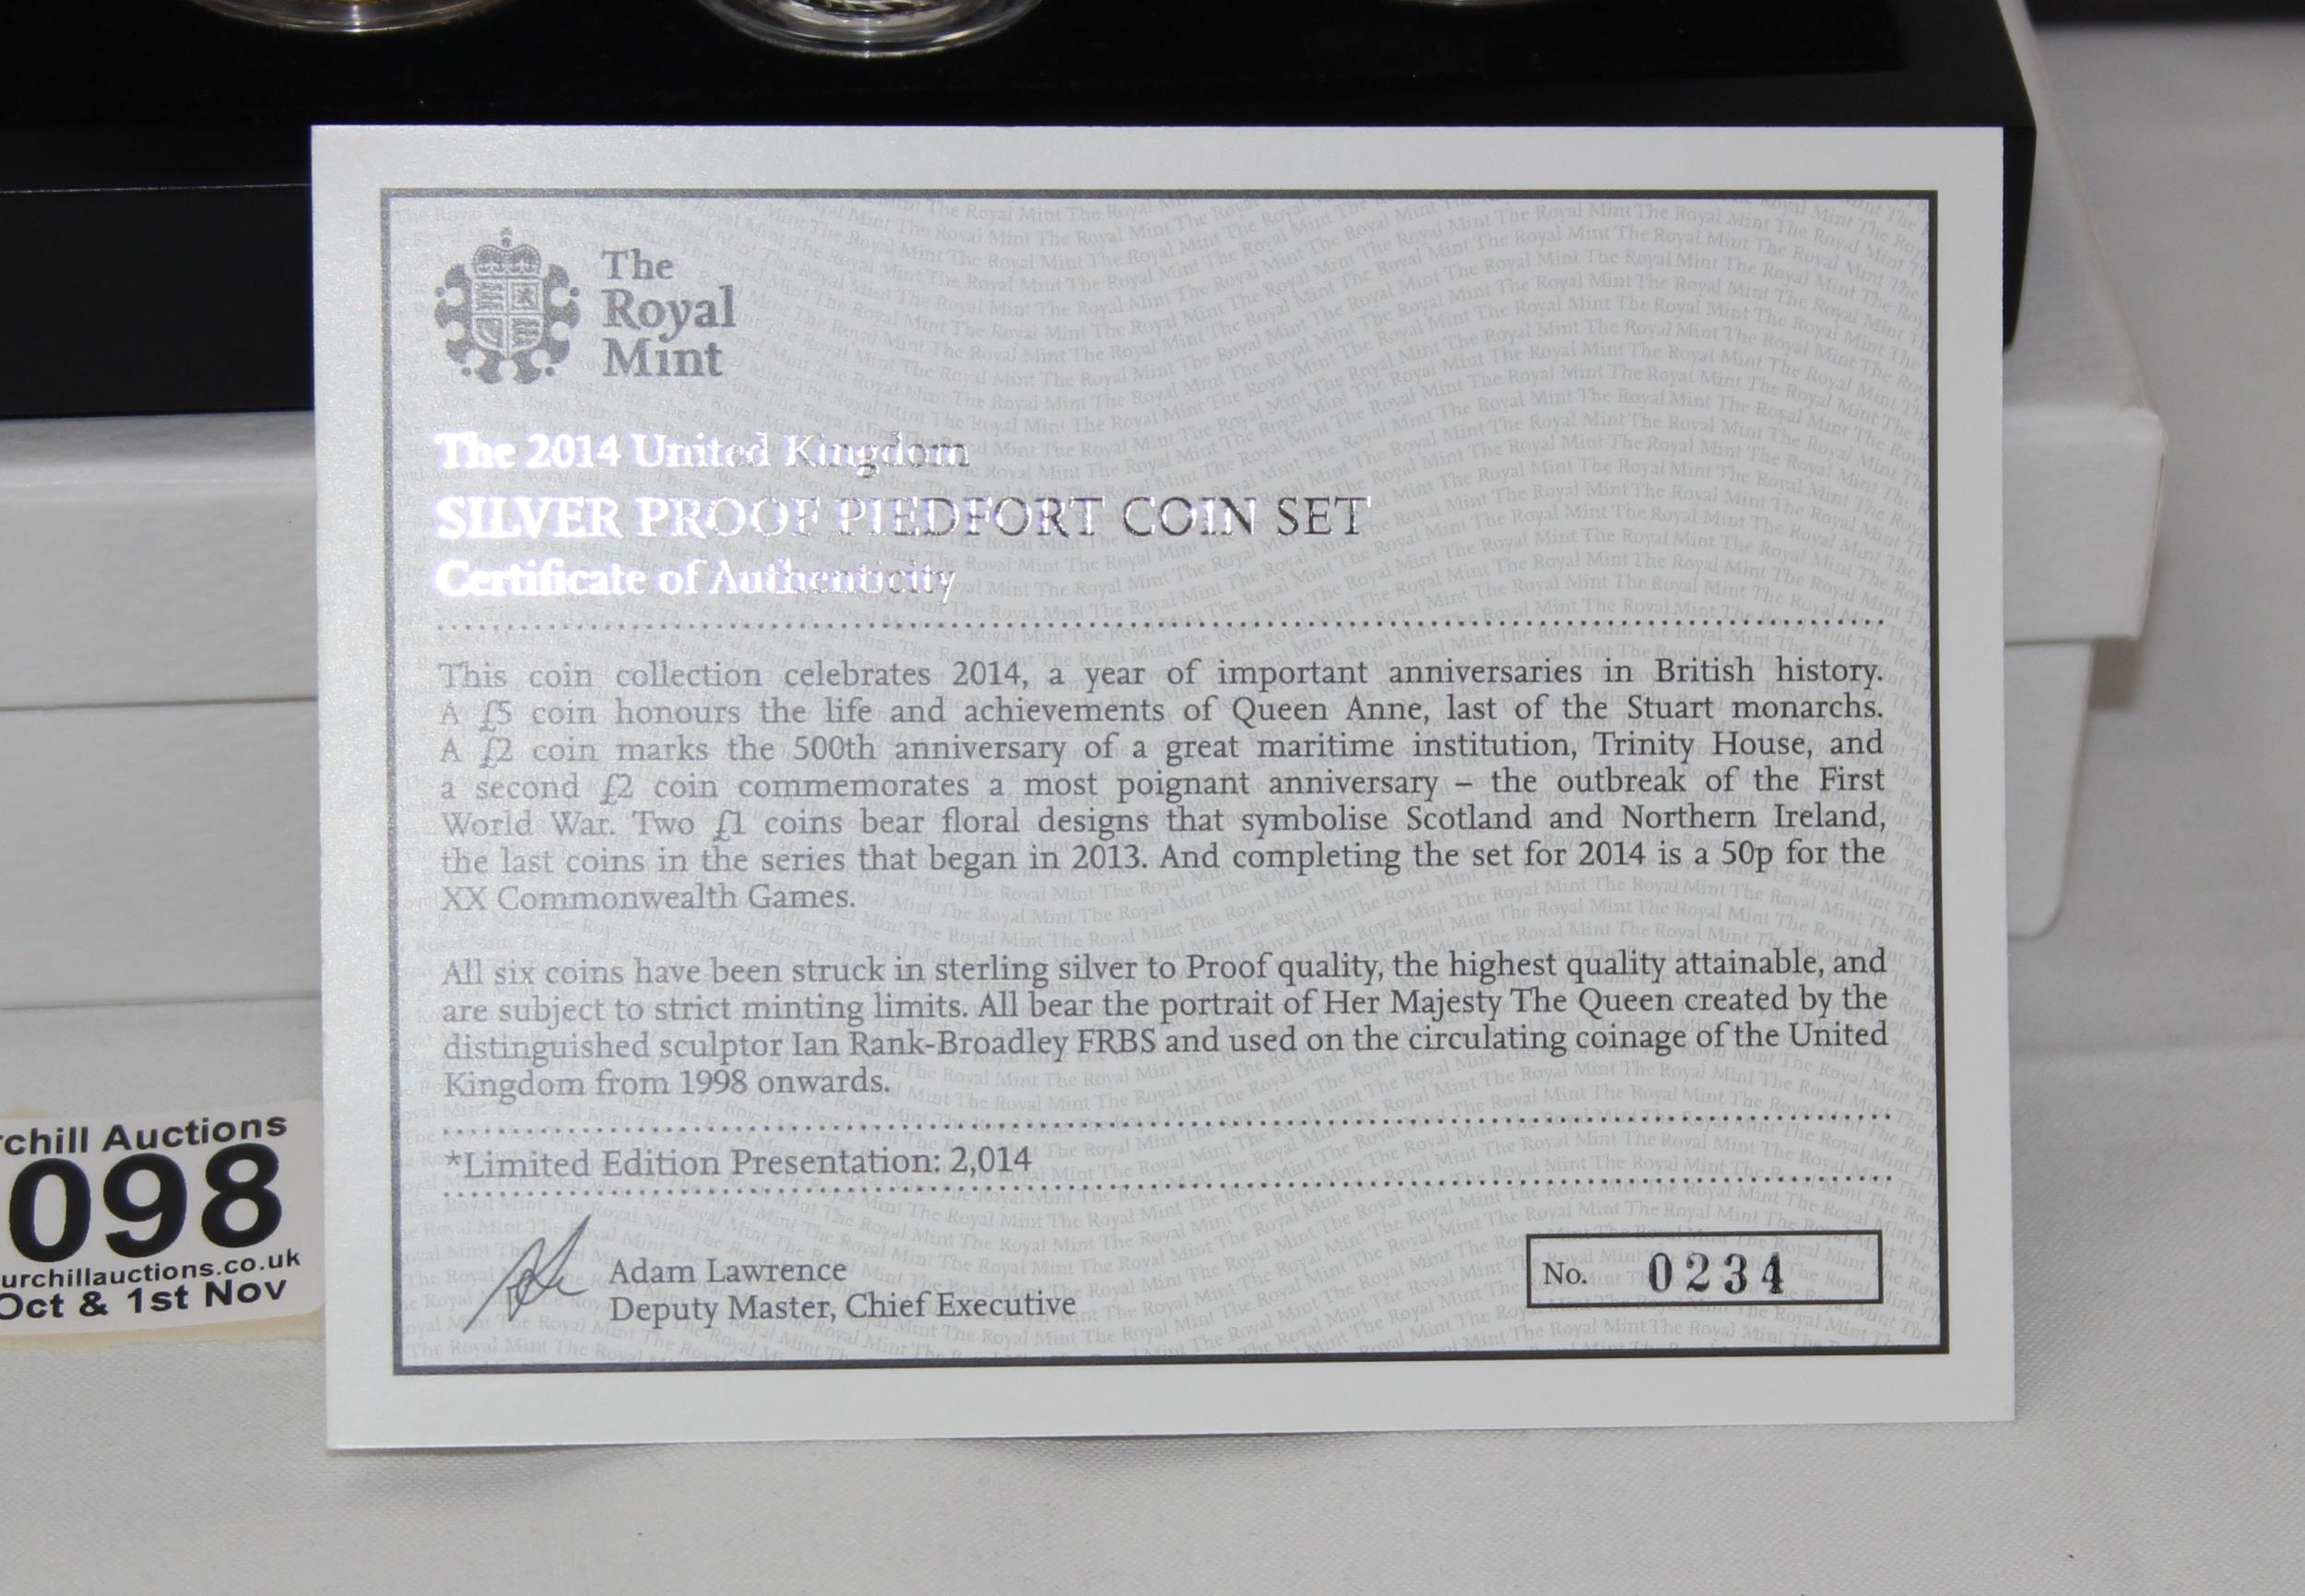 The
Royal
Mint
The 2014 United Kingdom
SILVER PROOF PIEDFORT COIN SET
Certificate of Authenticity
This coin collection celebrates 2014, a year of important anniversaries in British history.
A £5 coin honours the life and achievements of Queen Anne, last of the Stuart monarchs.
A £2 coin marks the 500th anniversary of a great maritime institution, Trinity House, and
a second £2 coin commemorates a most poignant anniversary – the outbreak of the First
World War. Two £1 coins bear floral designs that symbolise Scotland and Northern Ireland,
the last coins in the series that began in 2013. And completing the set for 2014 is a 50p for the
XX Commonwealth Games.
All six coins have been struck in sterling silver to Proof quality, the highest quality attainable, and
are subject to strict minting limits. All bear the portrait of Her Majesty The Queen created by the
distinguished sculptor Ian Rank-Broadley FRBS and used on the circulating coinage of the United
Kingdom from 1998 onwards.
*Limited Edition Presentation: 2,014
Adam Lawrence
Deputy Master, Chief Executive
No. 0234
rchill Auctions
098
urchillauctions.co.uk
Oct & 1st Nov